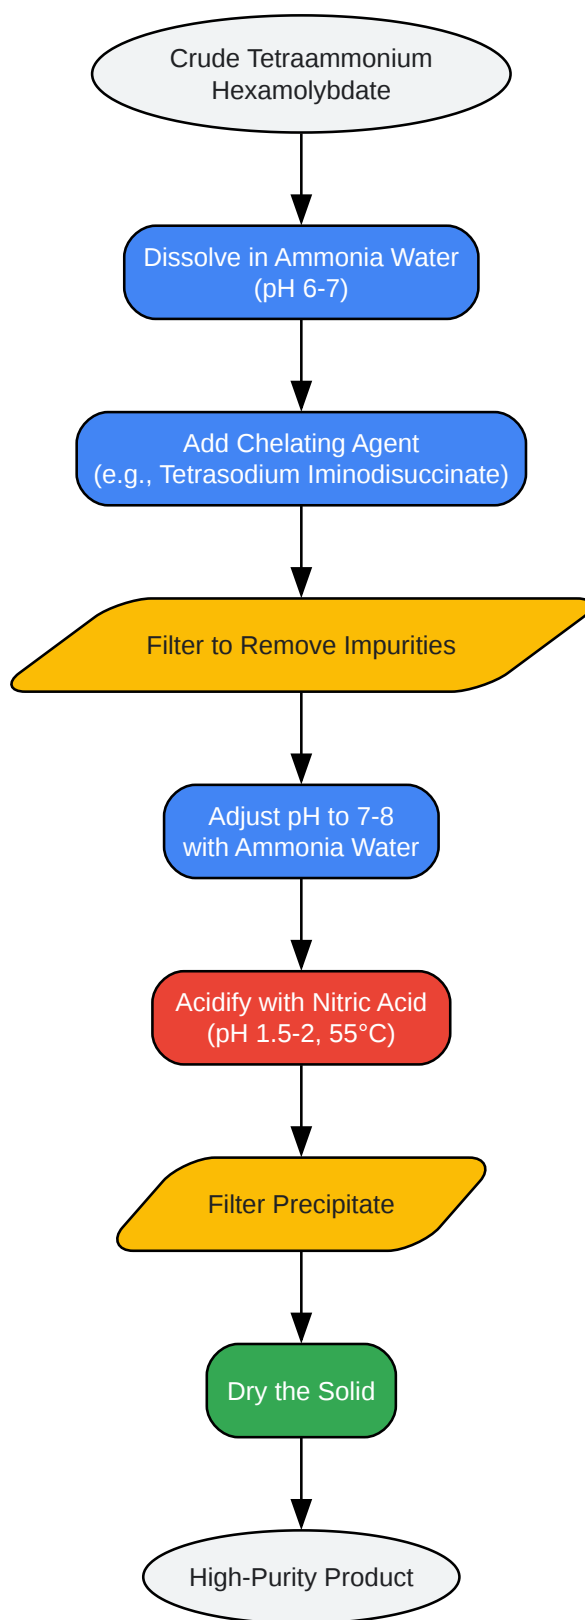 Crude Tetraammonium
Hexamolybdate
Dissolve in Ammonia Water
(pH 6-7)
Add Chelating Agent
(e.g., Tetrasodium Iminodisuccinate)
Filter to Remove Impurities
Adjust pH to 7-8
with Ammonia Water
Acidify with Nitric Acid
(pH 1.5-2, 55°C)
Filter Precipitate
Dry the Solid
High-Purity Product